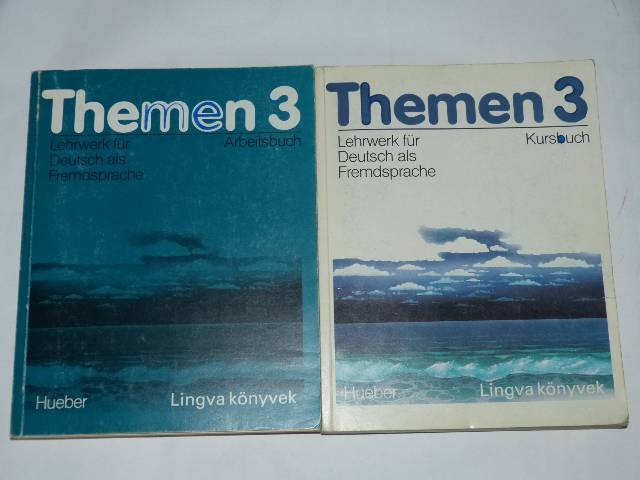 Themen 3
Arbeitsbuch
Lehrwerk für
Deutsch als
Fremdsprache
Hueber
Lingva könyvek
Themen 3
Kursbuch
Lehrwerk für
Deutsch als
Fremdsprache
Hueber
Lingva könyvek